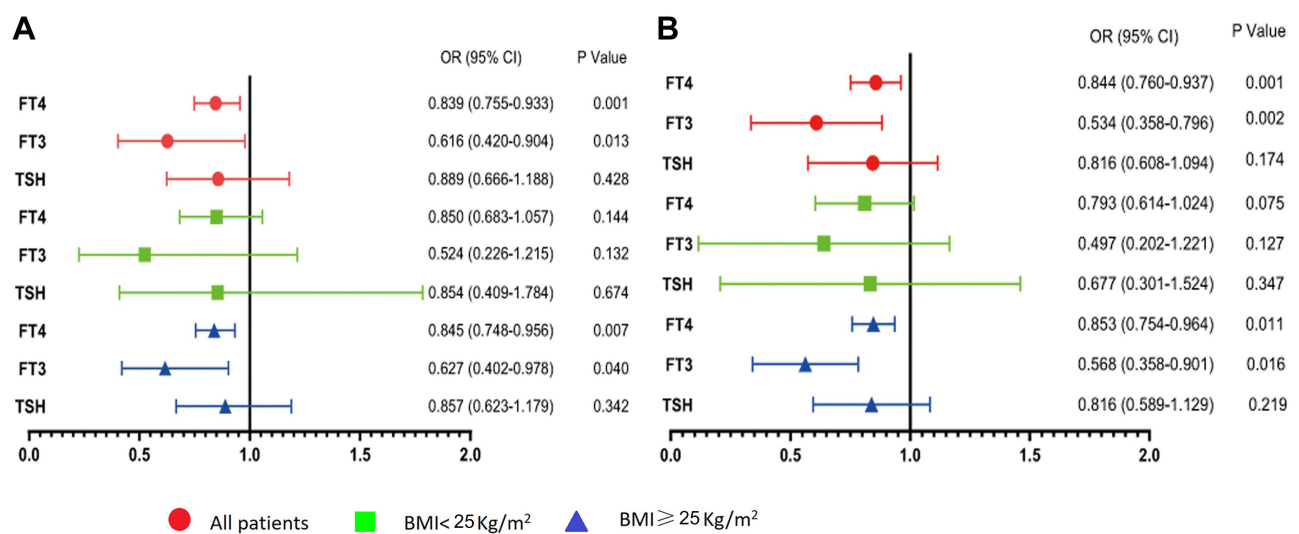 A
OR (95% CI) P Value
FT4 0.839 (0.755-0.933) 0.001
FT3 0.616 (0.420-0.904) 0.013
TSH 0.889 (0.666-1.188) 0.428
FT4 0.850 (0.683-1.057) 0.144
FT3 0.524 (0.226-1.215) 0.132
TSH 0.854 (0.409-1.784) 0.674
FT4 0.845 (0.748-0.956) 0.007
FT3 0.627 (0.402-0.978) 0.040
TSH 0.857 (0.623-1.179) 0.342
0.0 0.5 1.0 1.5 2.0
B
OR (95% CI) P Value
FT4 0.844 (0.760-0.937) 0.001
FT3 0.534 (0.358-0.796) 0.002
TSH 0.816 (0.608-1.094) 0.174
FT4 0.793 (0.614-1.024) 0.075
FT3 0.497 (0.202-1.221) 0.127
TSH 0.677 (0.301-1.524) 0.347
FT4 0.853 (0.754-0.964) 0.011
FT3 0.568 (0.358-0.901) 0.016
TSH 0.816 (0.589-1.129) 0.219
0.0 0.5 1.0 1.5 2.0
All patients BMI< 25Kg/m² BMI≥ 25Kg/m²